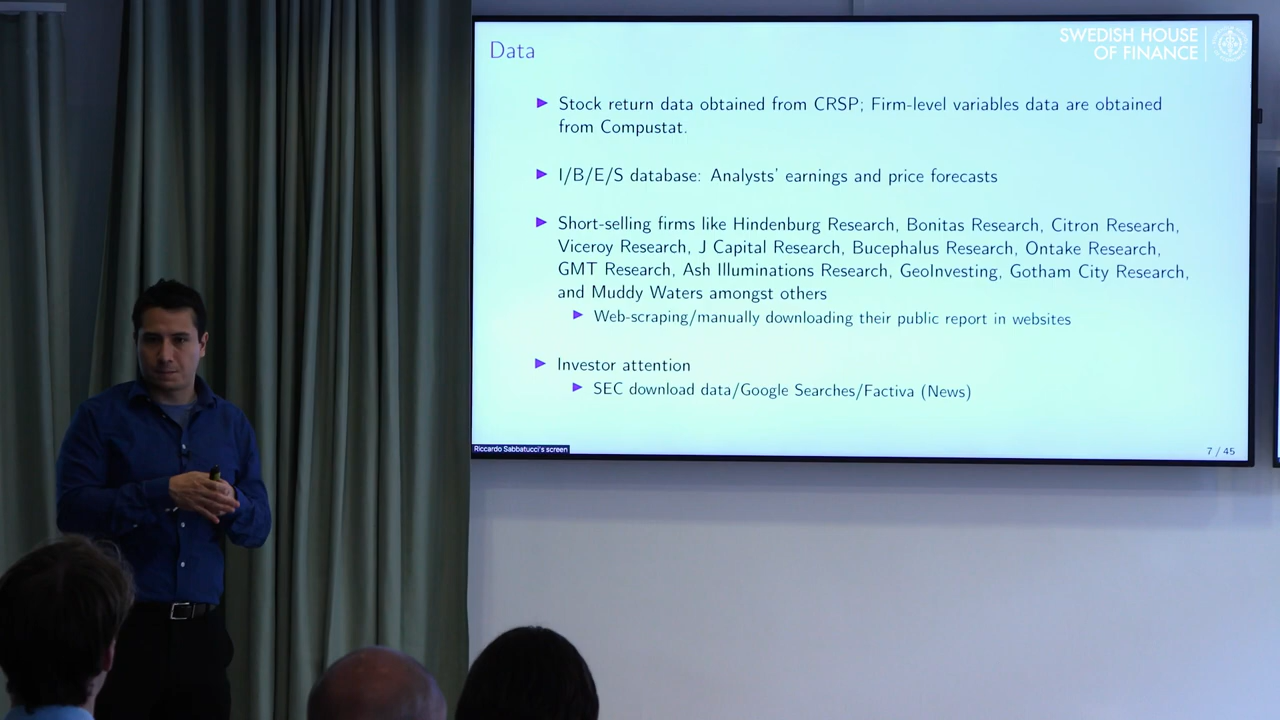 SWEDISH HOUSE
OF FINANCE
Data
Stock return data obtained from CRSP; Firm-level variables data are obtained
from Compustat.
I/B/E/S database: Analysts' earnings and price forecasts
Short-selling firms like Hindenburg Research, Bonitas Research, Citron Research,
Viceroy Research, J Capital Research, Bucephalus Research, Ontake Research,
GMT Research, Ash Illuminations Research, GeoInvesting, Gotham City Research,
and Muddy Waters amongst others
Web-scraping/manually downloading their public report in websites
Investor attention
SEC download data/Google Searches/Factiva (News)
Riccardo Sabbatucci's screen
7 / 45